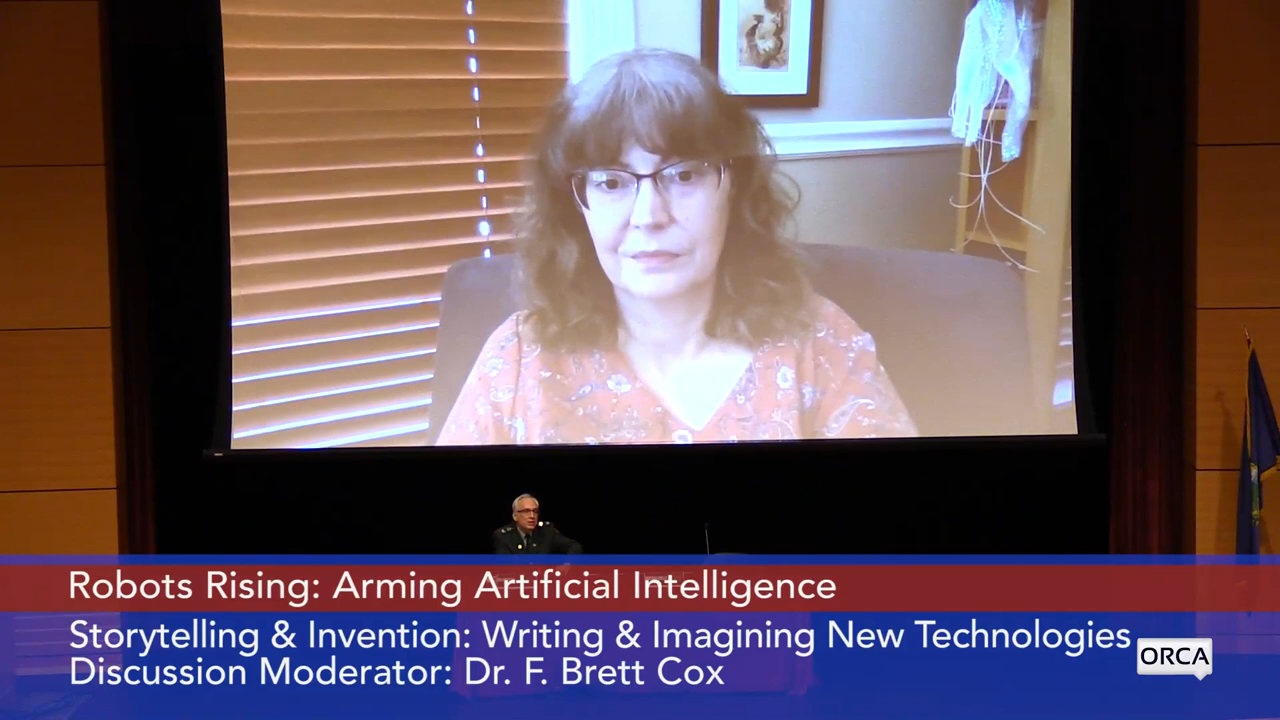 Robots Rising: Arming Artificial Intelligence
Storytelling & Invention: Writing & Imagining New Technologies
Discussion Moderator: Dr. F. Brett Cox
ORCA